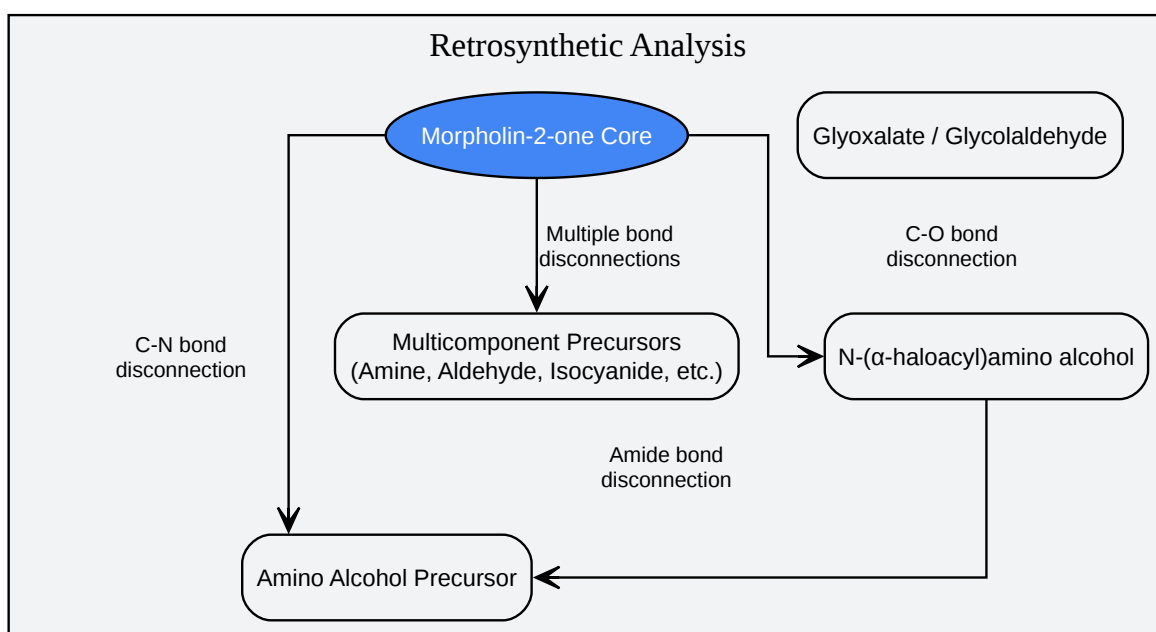 Retrosynthetic Analysis
Morpholin-2-one Core
Glyoxalate / Glycolaldehyde
Multiple bond
disconnections
C-O bond
disconnection
C-N bond
disconnection
Multicomponent Precursors
(Amine, Aldehyde, Isocyanide, etc.)
N-(α-haloacyl)amino alcohol
Amide bond
disconnection
Amino Alcohol Precursor